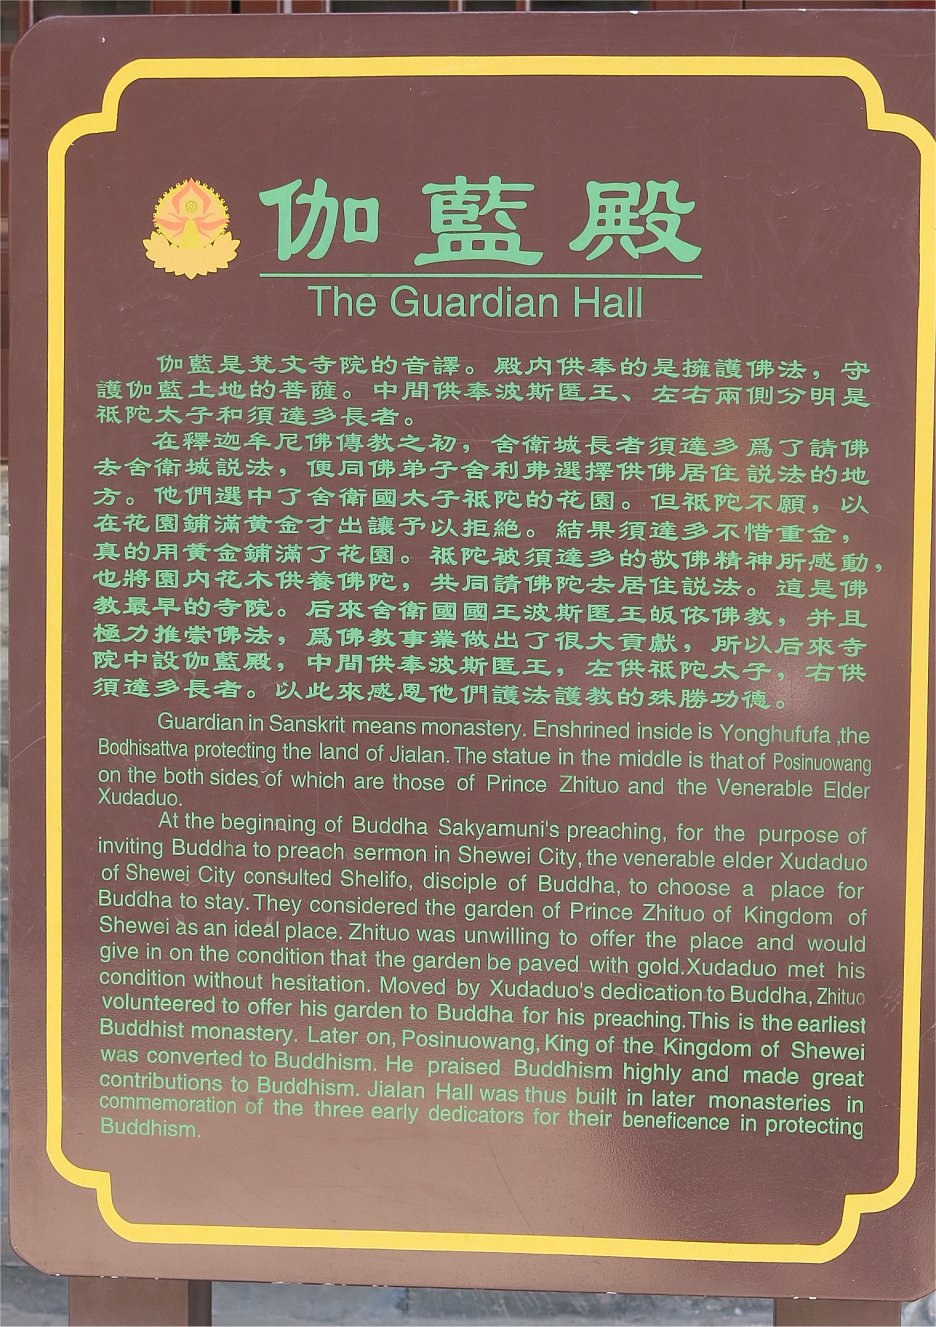 伽藍殿
The Guardian Hall
伽藍是梵文寺院的音譯。殿内供奉的是擁護佛法，守
護伽藍土地的菩薩。中間供奉波斯匿王、左右兩側分明是
祗陀太子和須達多長者。
在釋迦牟尼佛傳教之初，舍衛城長者須達多爲了請佛
去舍衛城説法，便同佛弟子舍利弗選擇供佛居住説法的地
方。他們選中了舍衛國太子祗陀的花園。但祗陀不願，以
在花園鋪滿黄金才出讓予以拒絶。結果須達多不惜重金，
真的用黄金鋪滿了花園。祗陀被須達多的敬佛精神所感動，
也將園内花木供養佛陀，共同請佛陀去居住説法。這是佛
教最早的寺院。后來舍衛國國王波斯匿王皈依佛教，并且
極力推崇佛法，爲佛教事業做出了很大貢獻，所以后來寺
院中設伽藍殿，中間供奉波斯匿王，左供祗陀太子，右供
須達多長者。以此來感恩他們護法護教的殊勝功德。
Guardian in Sanskrit means monastery. Enshrined inside is Yonghufufa ,the
Bodhisattva protecting the land of Jialan. The statue in the middle is that of Posinuowang
on the both sides of which are those of Prince Zhituo and the Venerable Elder
Xudaduo.
At the beginning of Buddha Sakyamuni's preaching, for the purpose of
inviting Buddha to preach sermon in Shewei City, the venerable elder Xudaduo
of Shewei City consulted Shelifo, disciple of Buddha, to choose a place for
Buddha to stay. They considered the garden of Prince Zhituo of Kingdom of
Shewei as an ideal place. Zhituo was unwilling to offer the place and would
give in on the condition that the garden be paved with gold.Xudaduo met his
condition without hesitation. Moved by Xudaduo's dedication to Buddha, Zhituo
volunteered to offer his garden to Buddha for his preaching.This is the earliest
Buddhist monastery. Later on, Posinuowang, King of the Kingdom of Shewei
was converted to Buddhism. He praised Buddhism highly and made great
contributions to Buddhism. Jialan Hall was thus built in later monasteries in
commemoration of the three early dedicators for their beneficence in protecting
Buddhism.